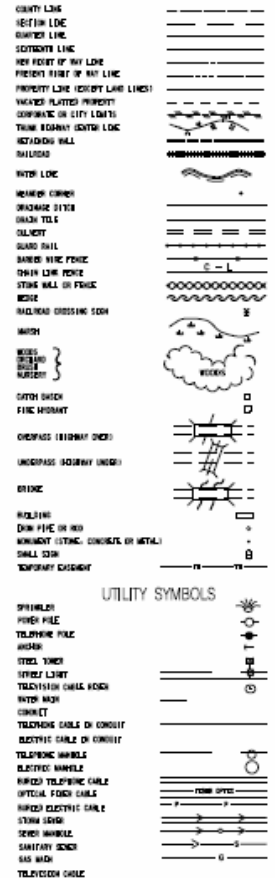 COUNTY LINE
SECTION LINE
QUARTER LINE
SIXTEENTH LINE
NEW RIGHT OF WAY LINE
PRESENT RIGHT OF WAY LINE
PROPERTY LINE (EXCEPT LAND LINES)
VACATED PLATTED PROPERTY
CORPORATE OR CITY LIMITS
TRUNK HIGHWAY CENTER LINE
RETAINING WALL
RAILROAD
WATER LINE
MEANDER CORNER
DRAINAGE DITCH
DRAIN TILE
CULVERT
GUARD RAIL
BARBED WIRE FENCE
CHAIN LINK FENCE C - L
STONE WALL OR FENCE
HEDGE
RAILROAD CROSSING SIGN
MARSH
WOODS
ORCHARD
BRUSH
NURSERY
WOODS
CATCH BASIN
FIRE HYDRANT
OVERPASS (HIGHWAY OVER)
UNDERPASS (HIGHWAY UNDER)
BRIDGE
BUILDING
IRON PIPE OR ROD
MONUMENT (STONE, CONCRETE OR METAL)
SMALL SIGN
TEMPORARY EASEMENT
UTILITY SYMBOLS
SPRINKLER
POWER POLE
TELEPHONE POLE
ANCHOR
STEEL TOWER
STREET LIGHT
TELEVISION CABLE RISER
WATER MAIN
CONDUIT
TELEPHONE CABLE IN CONDUIT
ELECTRIC CABLE IN CONDUIT
TELEPHONE MANHOLE
ELECTRIC MANHOLE
BURIED TELEPHONE CABLE
OPTICAL FIBER CABLE FIBER OPTIC
BURIED ELECTRIC CABLE P P
STORM SEWER
SEWER MANHOLE
SANITARY SEWER S
GAS MAIN G
TELEVISION CABLE